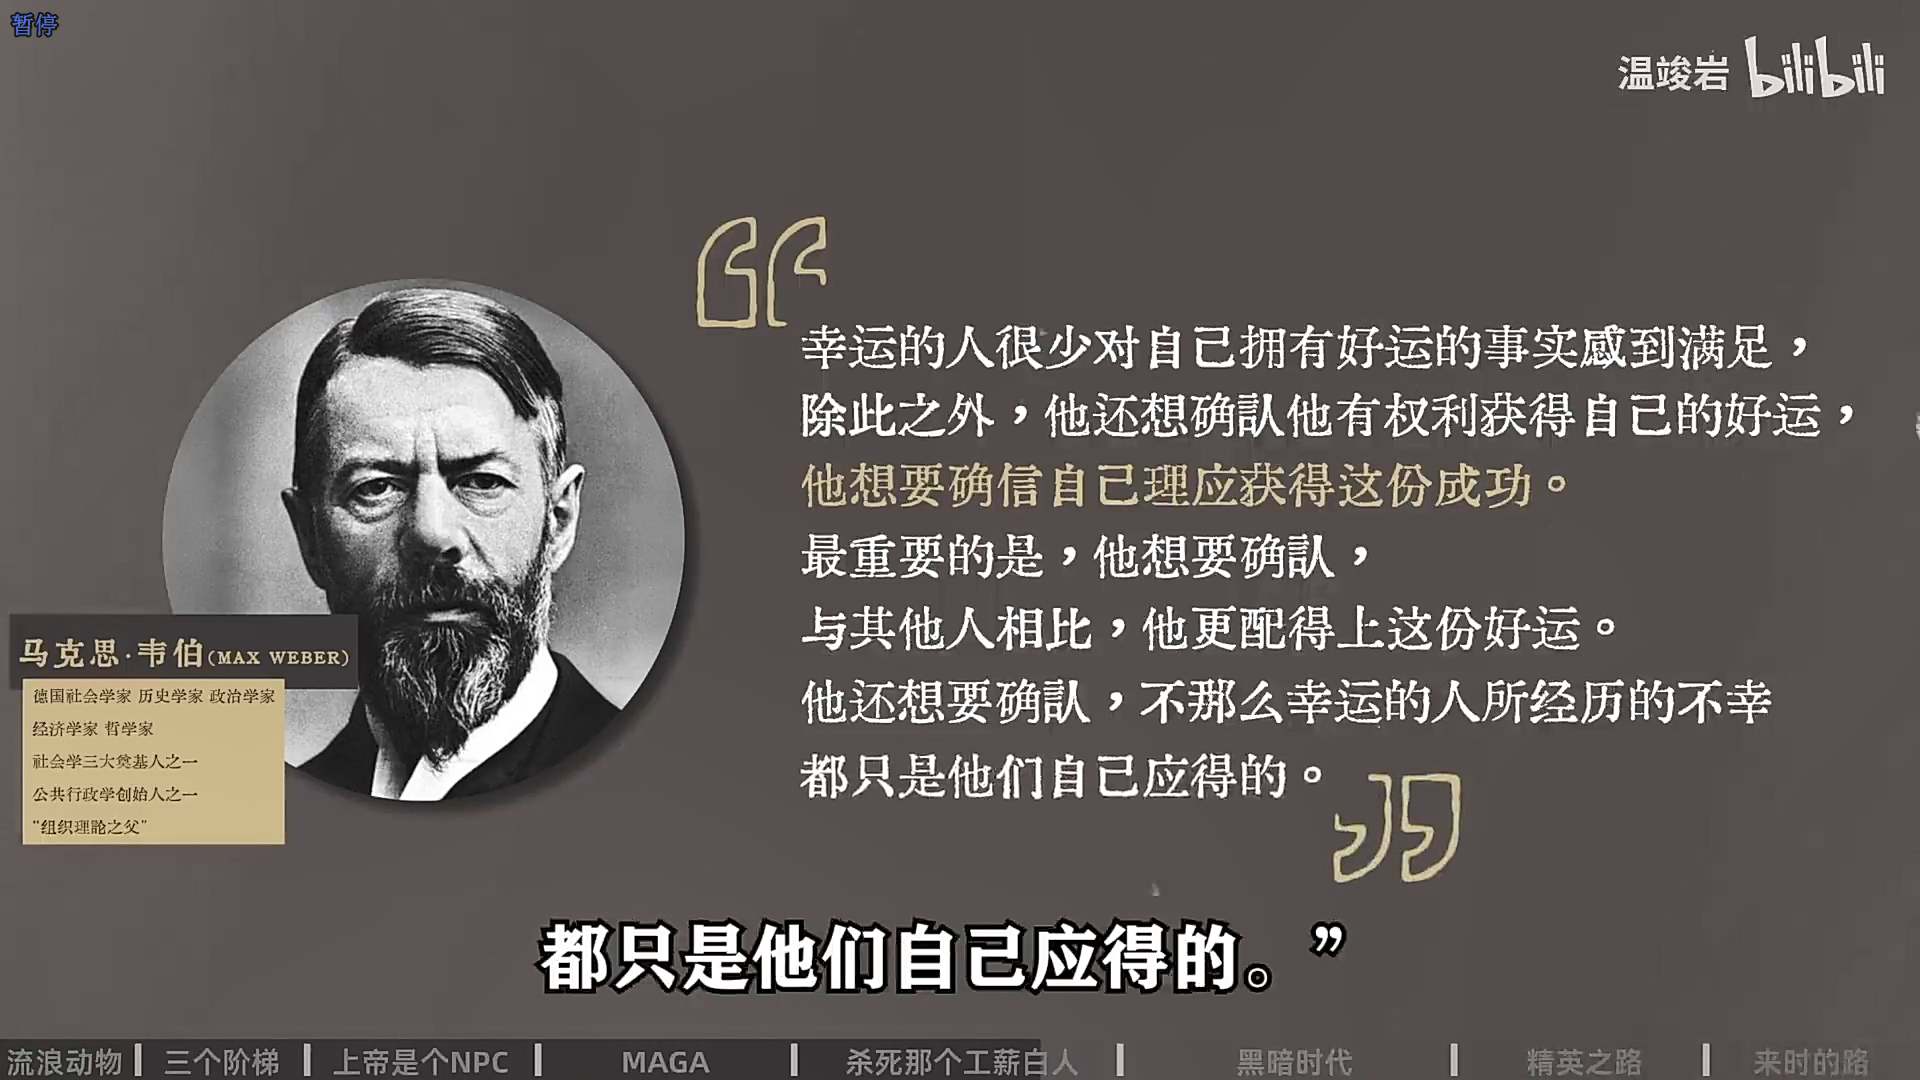 暂停
温竣岩 bilibili
幸运的人很少对自己拥有好运的事实感到满足，
除此之外，他还想确認他有权利获得自己的好运，
他想要确信自己理应获得这份成功。
最重要的是，他想要确認，
与其他人相比，他更配得上这份好运。
他还想要确認，不那么幸运的人所经历的不幸
都只是他们自己应得的。
马克思·韦伯(MAX WEBER)
德国社会学家 历史学家 政治学家
经济学家 哲学家
社会学三大奠基人之一
公共行政学创始人之一
“组织理論之父”
都只是他们自己应得的。”
流浪动物 三个阶梯 上帝是个NPC MAGA 杀死那个工薪白人 黑暗时代 精英之路 来时的路